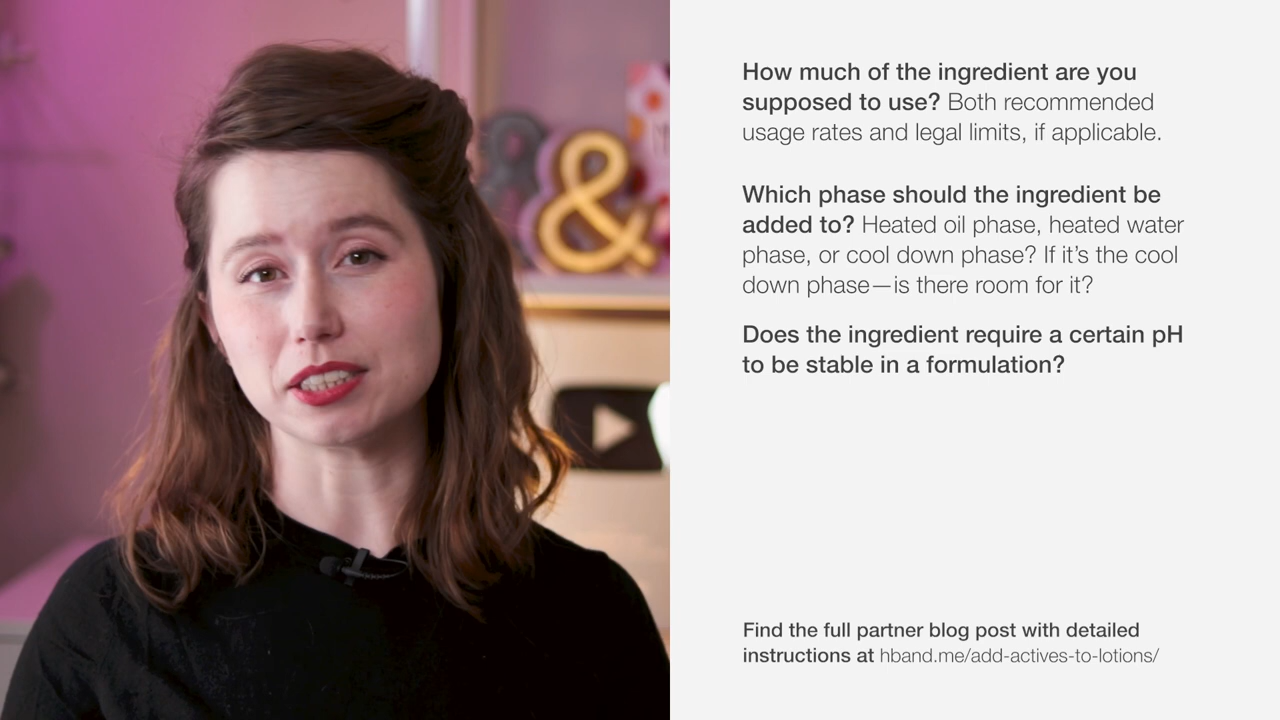 &
How much of the ingredient are you
supposed to use? Both recommended
usage rates and legal limits, if applicable.
Which phase should the ingredient be
added to? Heated oil phase, heated water
phase, or cool down phase? If it's the cool
down phase—is there room for it?
Does the ingredient require a certain pH
to be stable in a formulation?
Find the full partner blog post with detailed
instructions at hband.me/add-actives-to-lotions/